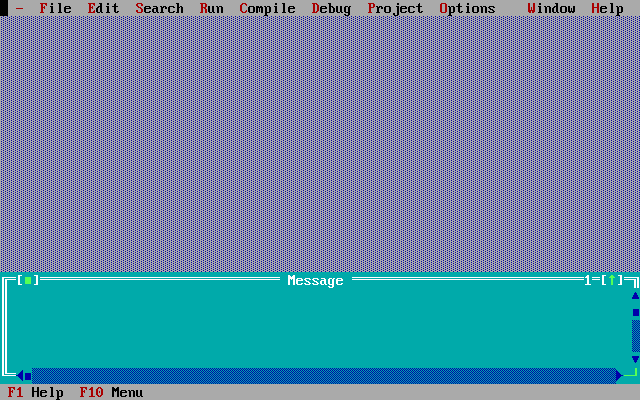 - File Edit Search Run Compile Debug Project Options Window Help
[■] Message 1 [↑]
F1 Help F10 Menu